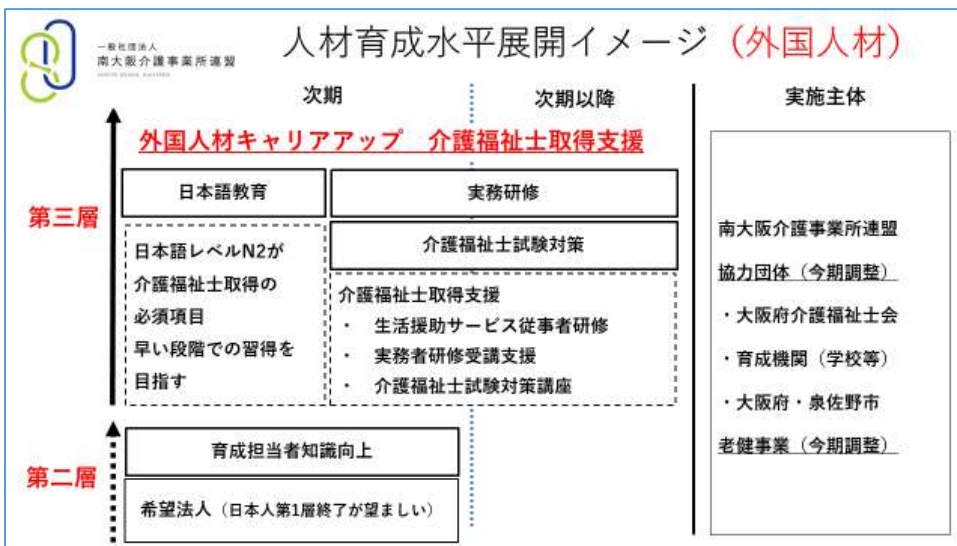 一般社団法人
南大阪介護事業所連盟
人材育成水平展開イメージ（外国人材）
次期
次期以降
実施主体
外国人材キャリアアップ　介護福祉士取得支援
第三層
日本語教育
実務研修
日本語レベルN2が
介護福祉士取得の
必須項目
早い段階での習得を
目指す
介護福祉士試験対策
介護福祉士取得支援
・　生活援助サービス従事者研修
・　実務者研修受講支援
・　介護福祉士試験対策講座
第二層
育成担当者知識向上
希望法人（日本人第1層終了が望ましい）
南大阪介護事業所連盟
協力団体（今期調整）
・大阪府介護福祉士会
・育成機関（学校等）
・大阪府・泉佐野市
老健事業（今期調整）